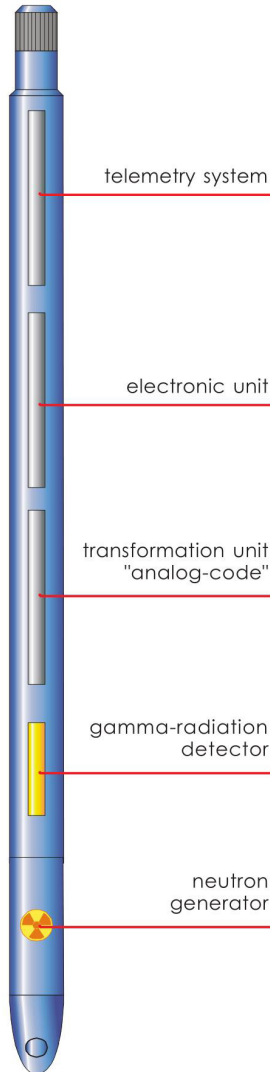 telemetry system
electronic unit
transformation unit
"analog-code"
gamma-radiation
detector
neutron
generator